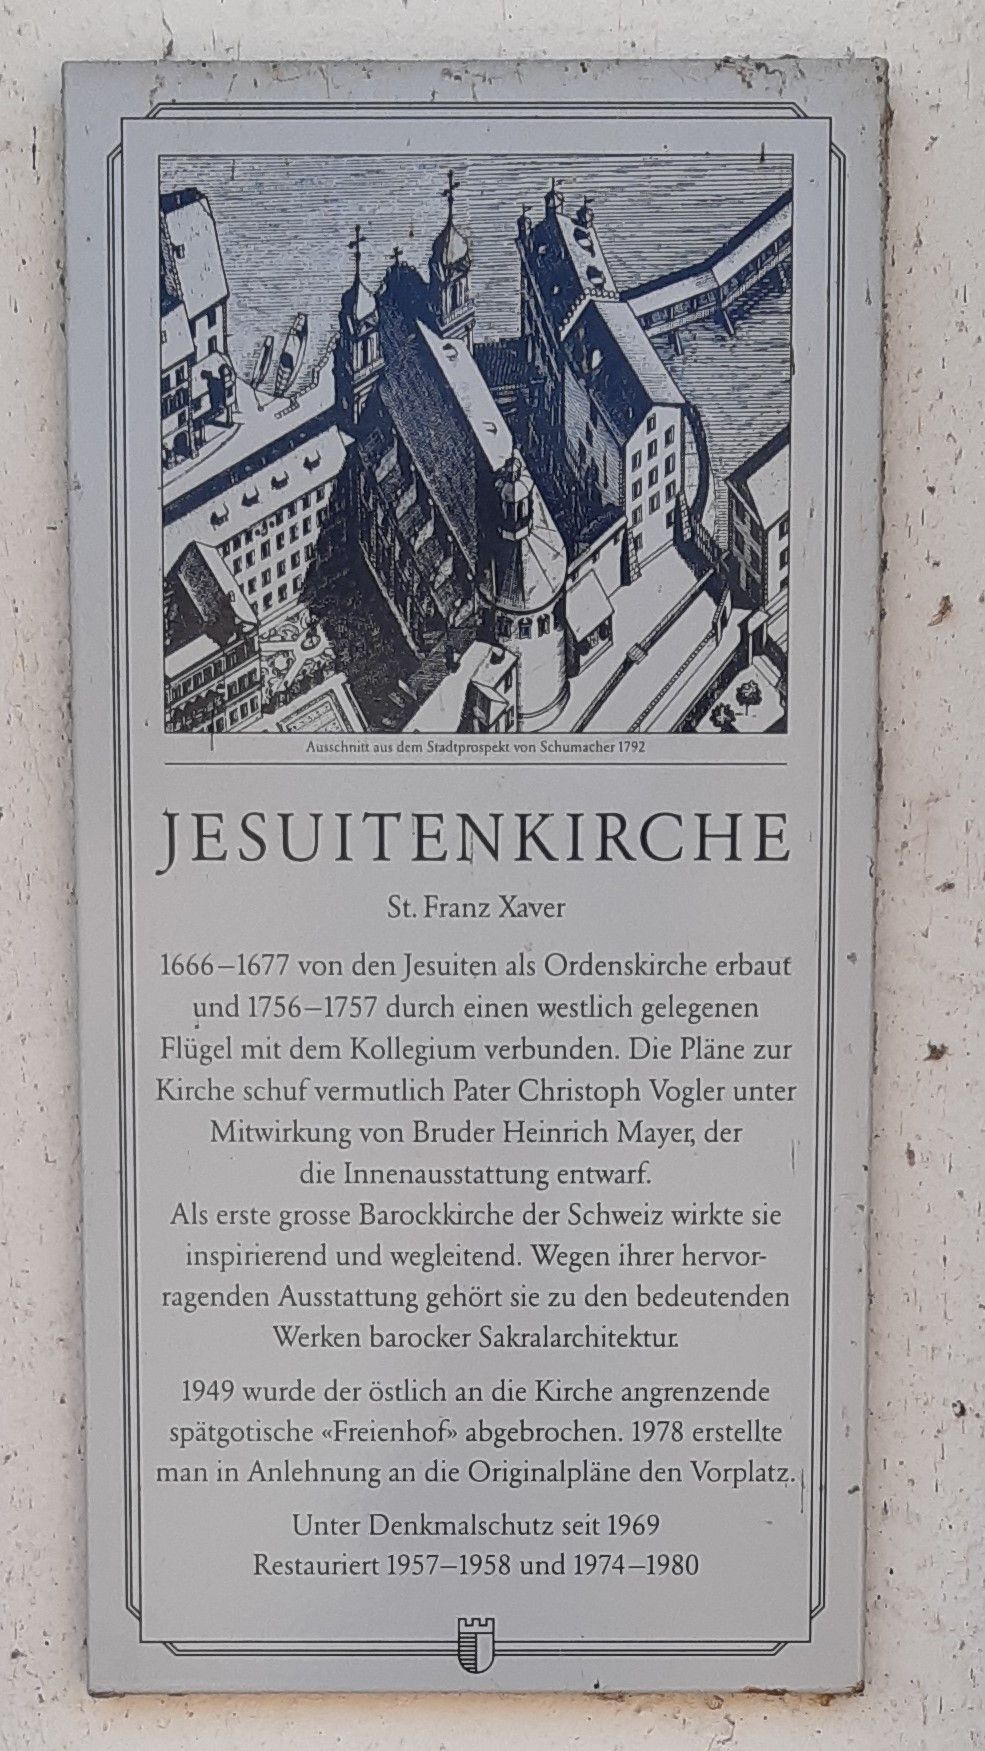 Ausschnitt aus dem Stadtprospekt von Schumacher 1792
JESUITENKIRCHE
St. Franz Xaver
1666–1677 von den Jesuiten als Ordenskirche erbaut
und 1756–1757 durch einen westlich gelegenen
Flügel mit dem Kollegium verbunden. Die Pläne zur
Kirche schuf vermutlich Pater Christoph Vogler unter
Mitwirkung von Bruder Heinrich Mayer, der
die Innenausstattung entwarf.
Als erste grosse Barockkirche der Schweiz wirkte sie
inspirierend und wegleitend. Wegen ihrer hervor-
ragenden Ausstattung gehört sie zu den bedeutenden
Werken barocker Sakralarchitektur.
1949 wurde der östlich an die Kirche angrenzende
spätgotische «Freienhof» abgebrochen. 1978 erstellte
man in Anlehnung an die Originalpläne den Vorplatz.
Unter Denkmalschutz seit 1969
Restauriert 1957–1958 und 1974–1980